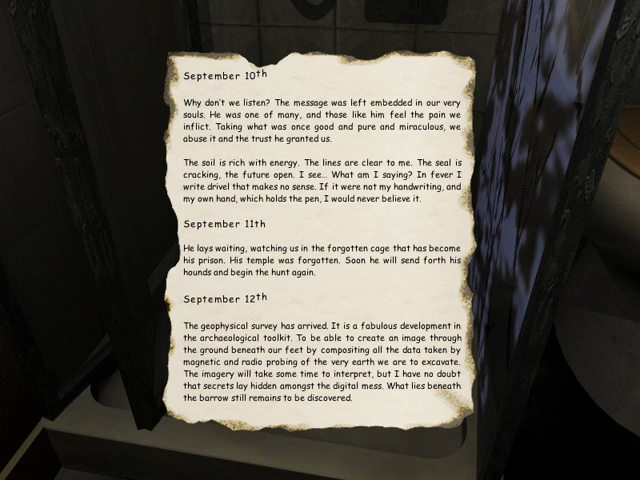 September 10th
Why don't we listen? The message was left embedded in our very
souls. He was one of many, and those like him feel the pain we
inflict. Taking what was once good and pure and miraculous, we
abuse it and the trust he granted us.
The soil is rich with energy. The lines are clear to me. The seal is
cracking, the future open. I see... What am I saying? In fever I
write drivel that makes no sense. If it were not my handwriting, and
my own hand, which holds the pen, I would never believe it.
September 11th
He lays waiting, watching us in the forgotten cage that has become
his prison. His temple was forgotten. Soon he will send forth his
hounds and begin the hunt again.
September 12th
The geophysical survey has arrived. It is a fabulous development in
the archaeological toolkit. To be able to create an image through
the ground beneath our feet by compositing all the data taken by
magnetic and radio probing of the very earth we are to excavate.
The imagery will take some time to interpret, but I have no doubt
that secrets lay hidden amongst the digital mess. What lies beneath
the barrow still remains to be discovered.